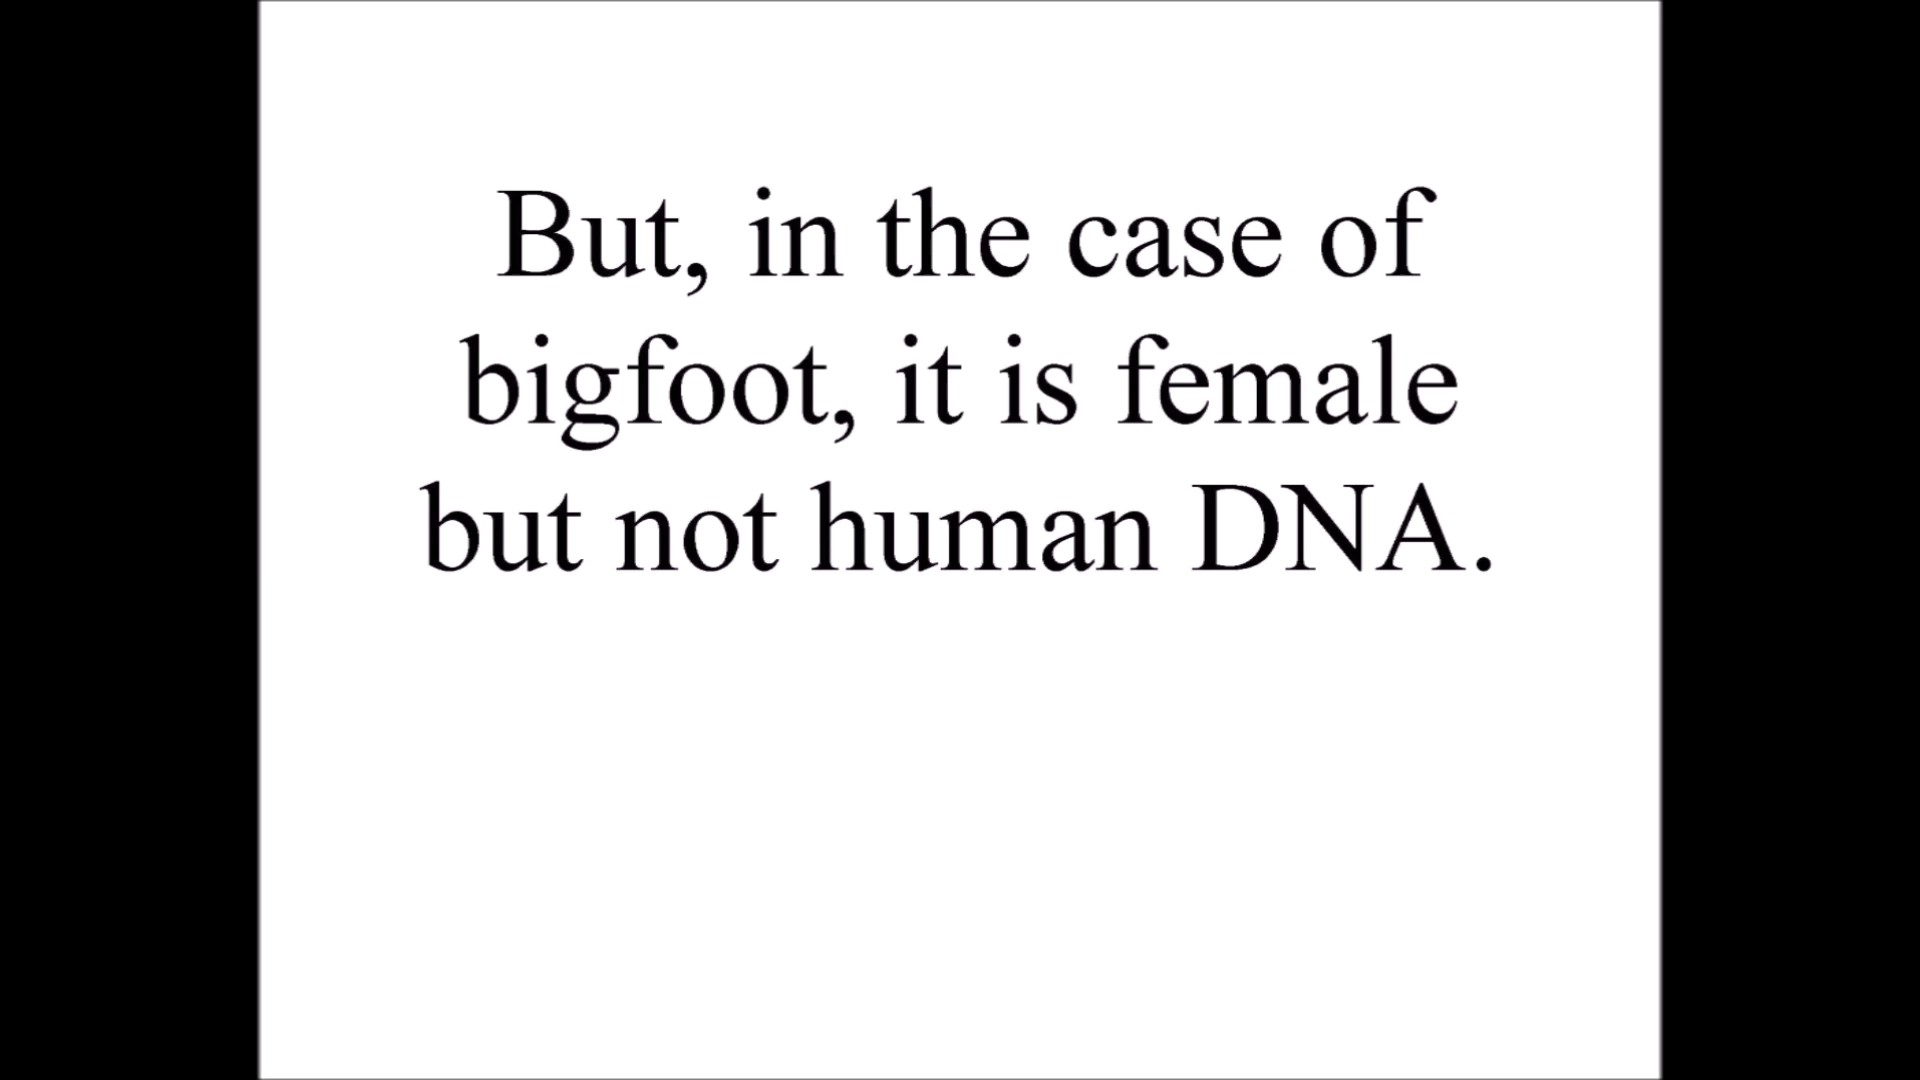 But, in the case of
bigfoot, it is female
but not human DNA.